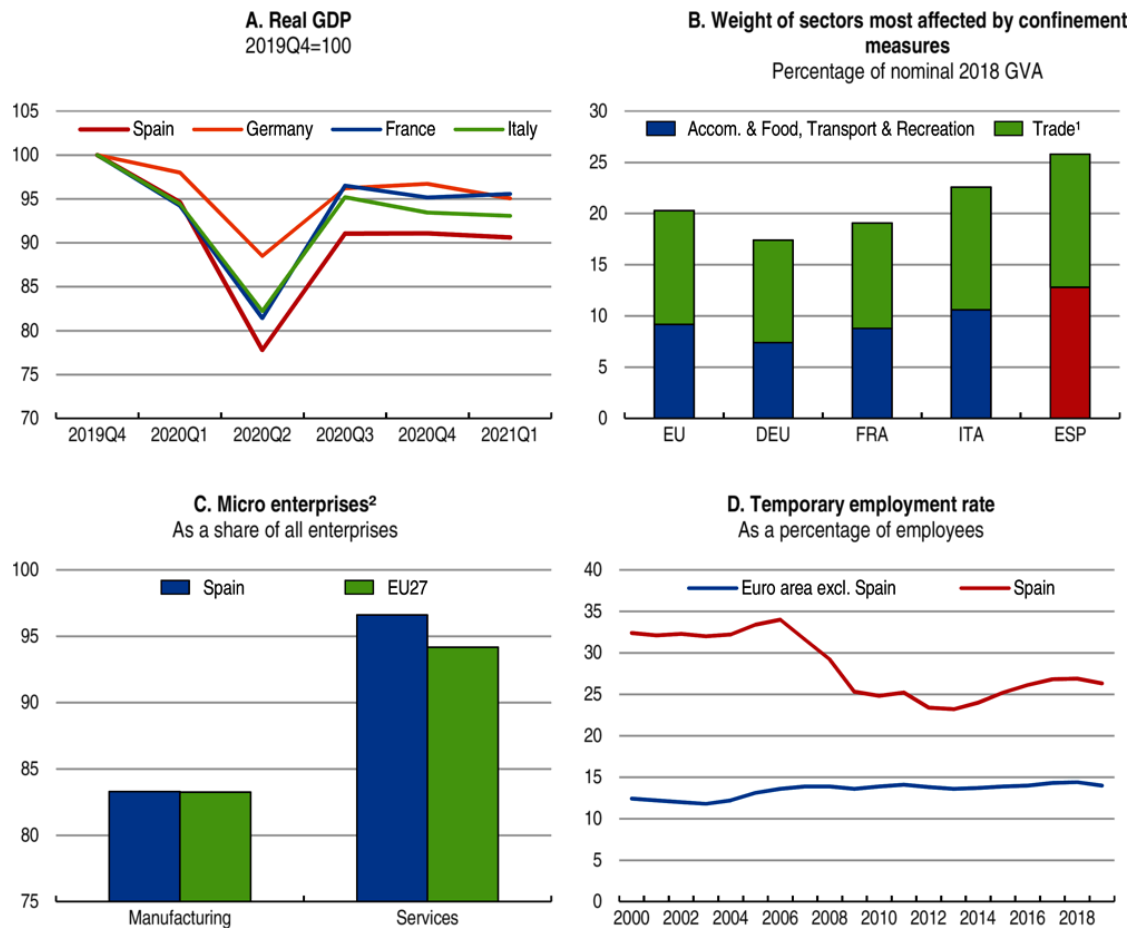 A. Real GDP
2019Q4=100
105
100
95
90
85
80
75
70
Spain Germany France Italy
2019Q4 2020Q1 2020Q2 2020Q3 2020Q4 2021Q1
B. Weight of sectors most affected by confinement
measures
Percentage of nominal 2018 GVA
30
25
20
15
10
5
0
Accom. & Food, Transport & Recreation Trade¹
EU DEU FRA ITA ESP
C. Micro enterprises²
As a share of all enterprises
100
95
90
85
80
75
Spain EU27
Manufacturing Services
D. Temporary employment rate
As a percentage of employees
40
35
30
25
20
15
10
5
0
Euro area excl. Spain Spain
2000 2002 2004 2006 2008 2010 2012 2014 2016 2018